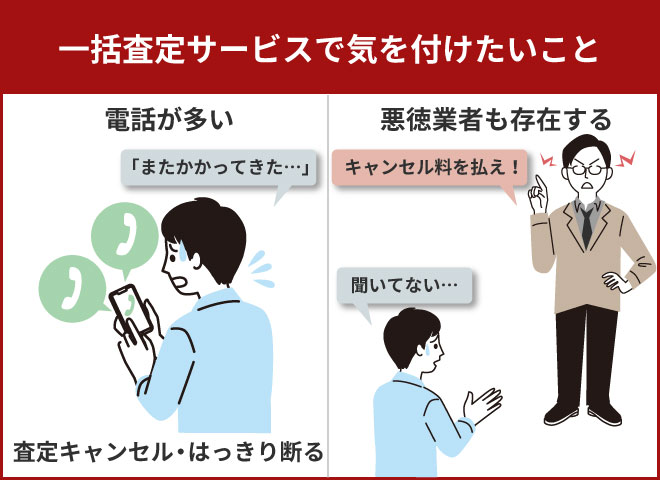 一括査定サービスで気を付けたいこと
電話が多い
「またかかってきた…」
査定キャンセル・はっきり断る
悪徳業者も存在する
キャンセル料を払え！
聞いてない…